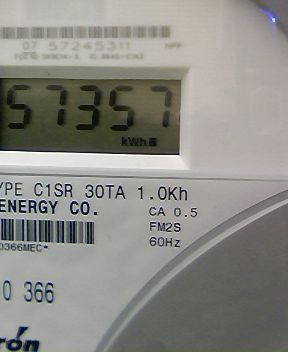 07 57245311
57357
kWh
YPE C1SR 30TA 1.0Kh
ENERGY CO.
CA 0.5
FM2S
60Hz
0366MEC*
0 366
rón